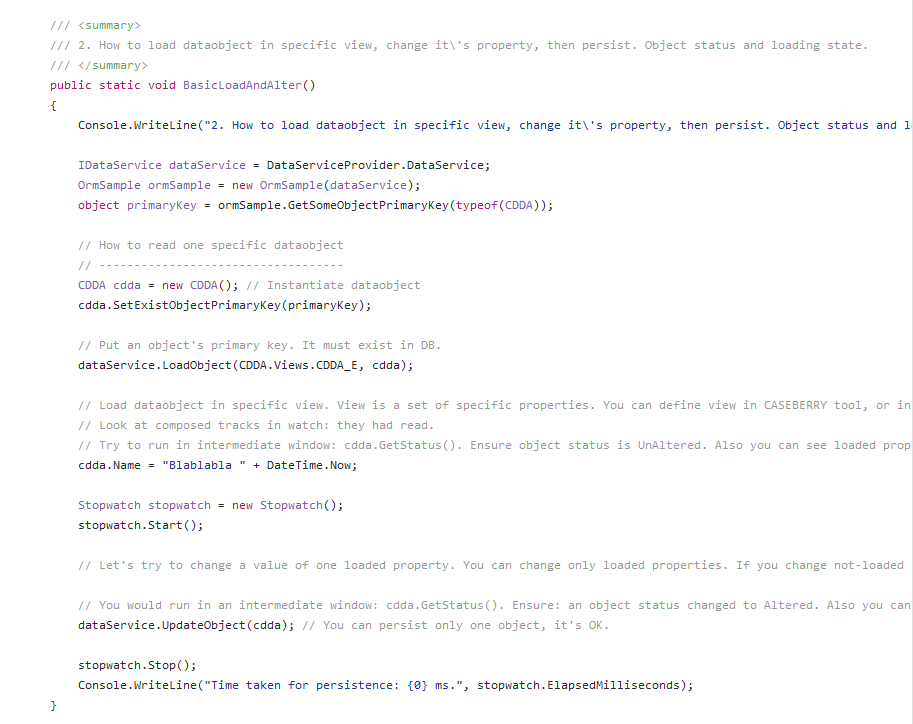 /// <summary>
/// 2. How to load dataobject in specific view, change it\'s property, then persist. Object status and loading state.
/// </summary>
public static void BasicLoadAndAlter()
{
Console.WriteLine("2. How to load dataobject in specific view, change it\'s property, then persist. Object status and l
IDataService dataService = DataServiceProvider.DataService;
OrmSample ormSample = new OrmSample(dataService);
object primaryKey = ormSample.GetSomeObjectPrimaryKey(typeof(CDDA));
// How to read one specific dataobject
// -----------------------------------
CDDA cdda = new CDDA(); // Instantiate dataobject
cdda.SetExistObjectPrimaryKey(primaryKey);
// Put an object's primary key. It must exist in DB.
dataService.LoadObject(CDDA.Views.CDDA_E, cdda);
// Load dataobject in specific view. View is a set of specific properties. You can define view in CASEBERRY tool, or in
// Look at composed tracks in watch: they had read.
// Try to run in intermediate window: cdda.GetStatus(). Ensure object status is UnAltered. Also you can see loaded prop
cdda.Name = "Blablabla " + DateTime.Now;
Stopwatch stopwatch = new Stopwatch();
stopwatch.Start();
// Let's try to change a value of one loaded property. You can change only loaded properties. If you change not-loaded
// You would run in an intermediate window: cdda.GetStatus(). Ensure: an object status changed to Altered. Also you can
dataService.UpdateObject(cdda); // You can persist only one object, it's OK.
stopwatch.Stop();
Console.WriteLine("Time taken for persistence: {0} ms.", stopwatch.ElapsedMilliseconds);
}